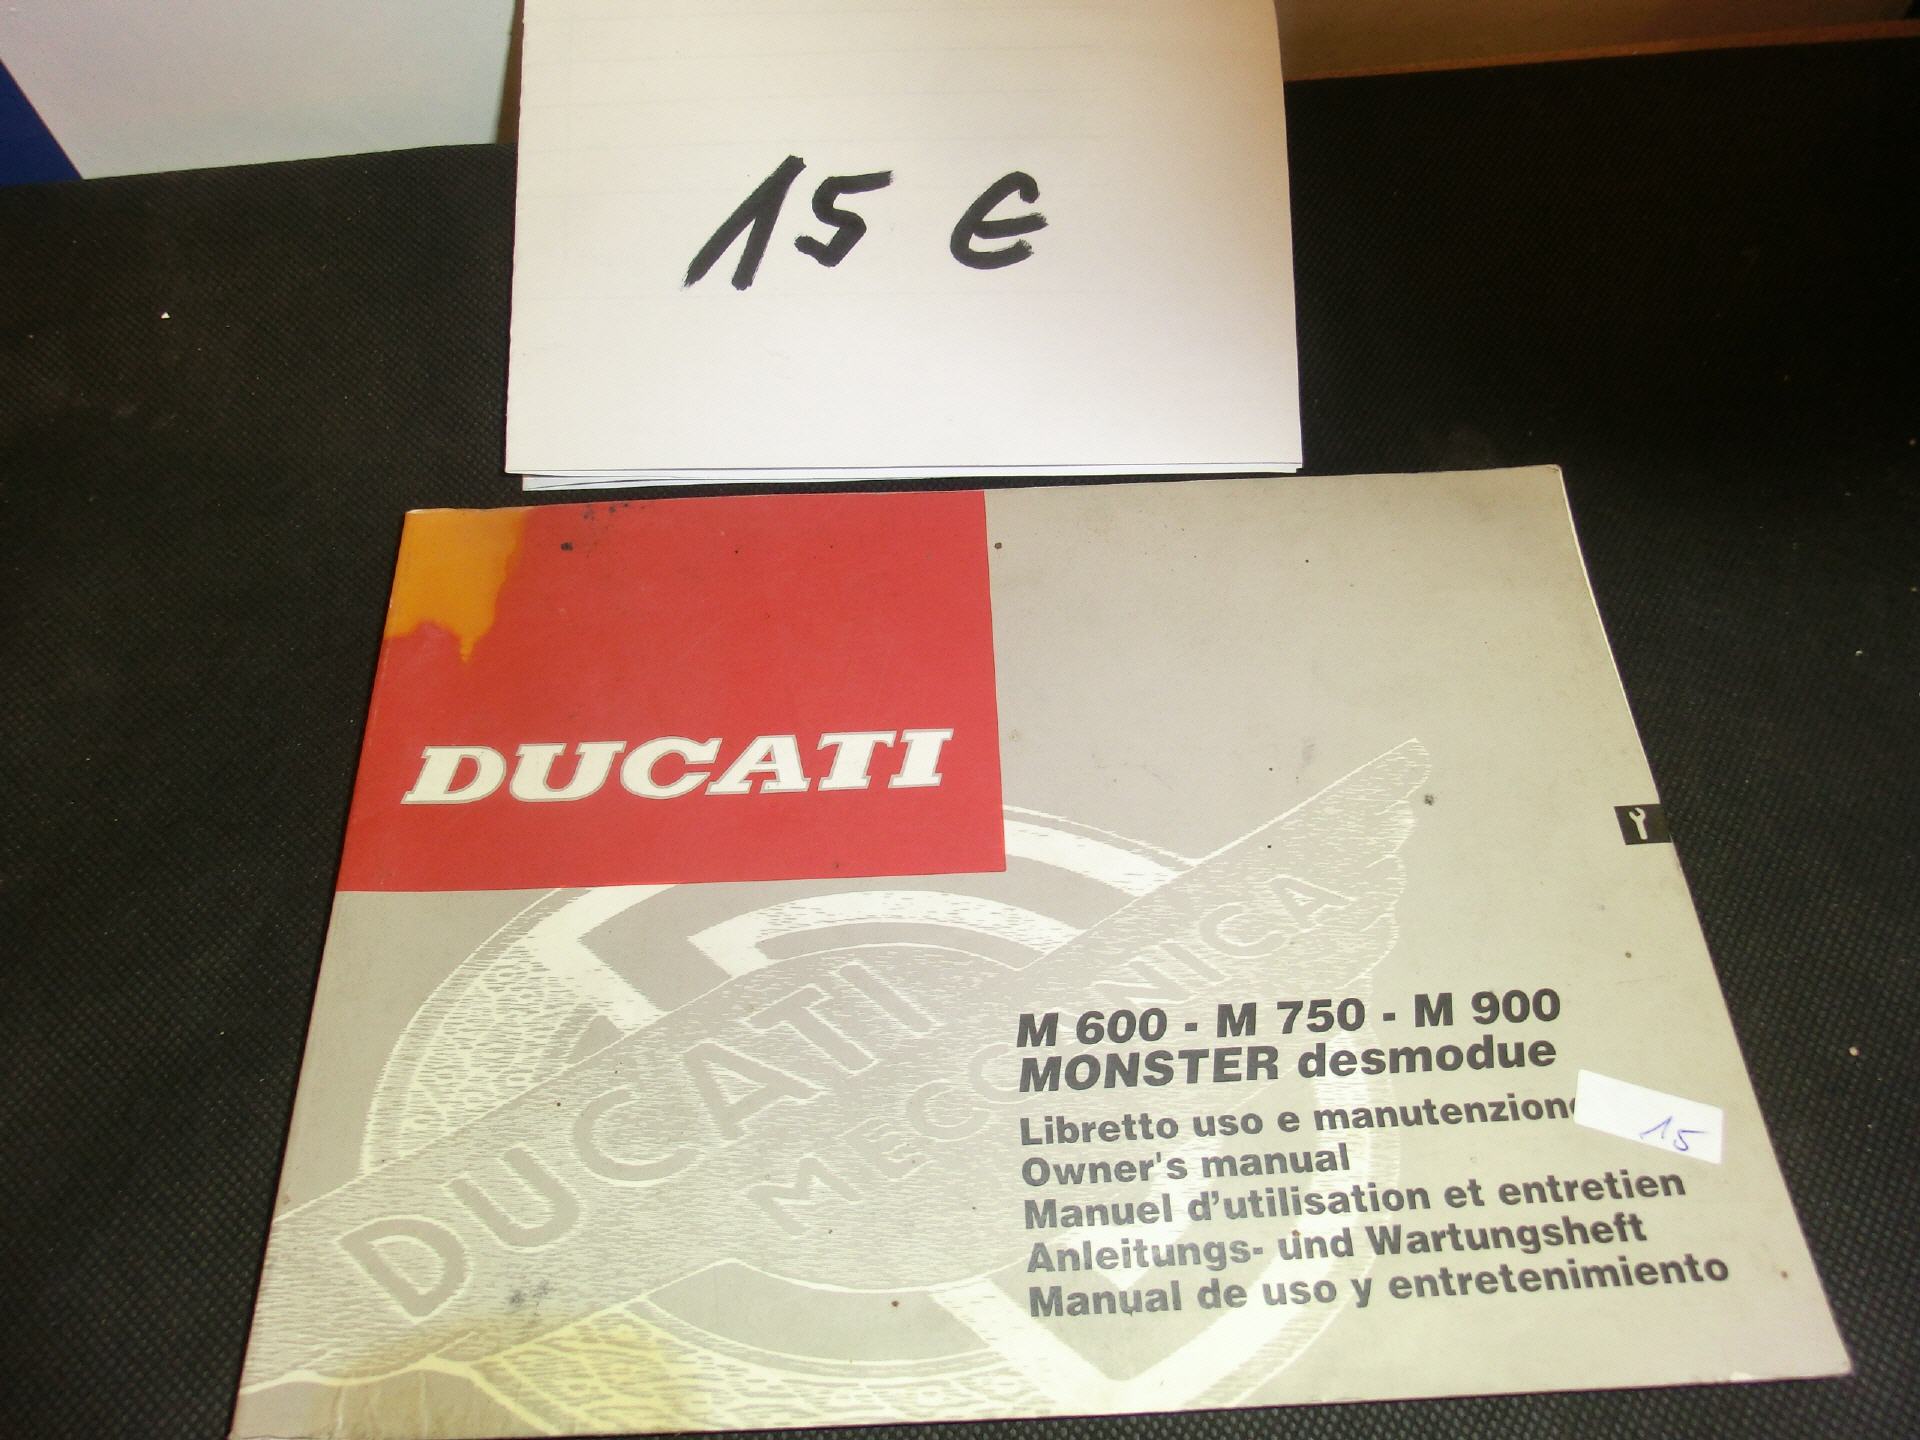 15 €
DUCATI
DUCATI
MECCANICA
M 600 - M 750 - M 900
MONSTER desmodue
Libretto uso e manutenzione
15
Owner's manual
Manuel d'utilisation et entretien
Anleitungs- und Wartungsheft
Manual de uso y entretenimiento